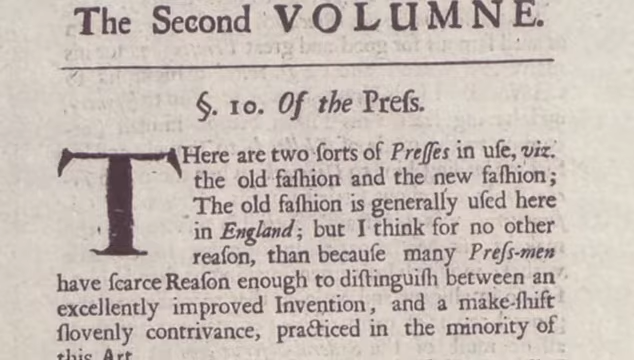 The Second VOLUMNE.
§. 10. Of the Preſs.
THere are two ſorts of Preſſes in uſe, viz.
the old faſhion and the new faſhion;
The old faſhion is generally uſed here
in England; but I think for no other
reaſon, than becauſe many Preſs-men
have ſcarce Reaſon enough to diſtinguiſh between an
excellently improved Invention, and a make-ſhift
ſlovenly contrivance, practiced in the minority of
this Art